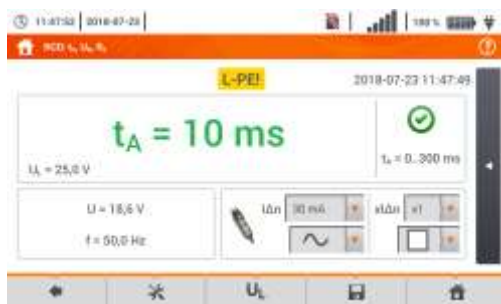 11:47:52 2018-07-23 100 %
RCD tA, UB, RE
L-PE!
2018-07-23 11:47:49
tA = 10 ms
UL = 25,0 V
tA = 0..300 ms
U = 18,6 V
f = 50,0 Hz
IΔn 30 mA xIΔn x1
UL